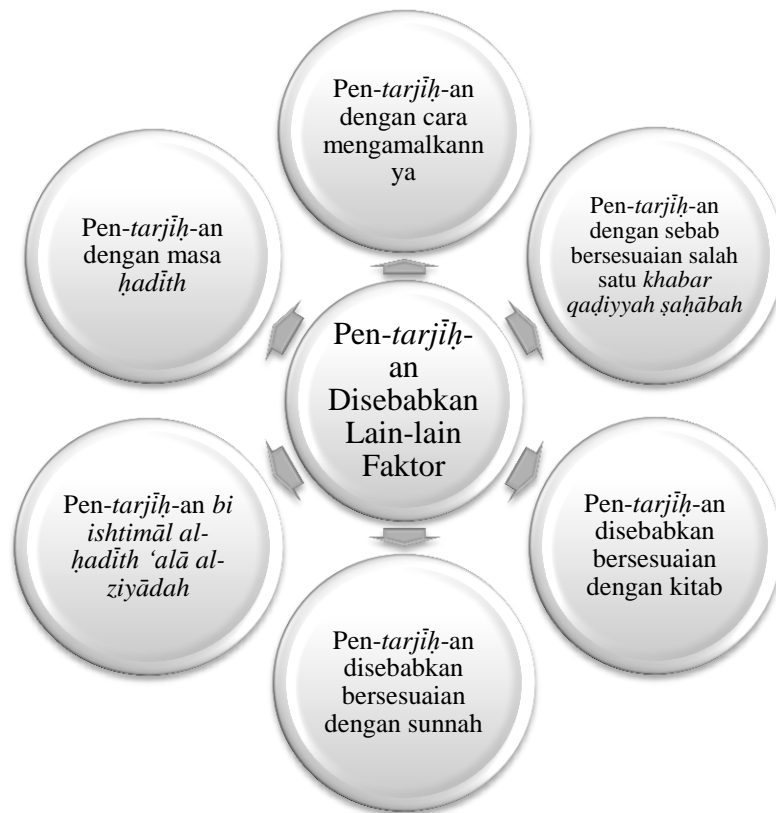 Pen-tarjīḥ-an
dengan cara
mengamalkann
ya
Pen-tarjīḥ-an
dengan sebab
bersesuaian salah
satu khabar
qaḍiyyah ṣaḥābah
Pen-tarjīḥ-an
disebabkan
bersesuaian
dengan kitab
Pen-tarjīḥ-an
disebabkan
bersesuaian
dengan sunnah
Pen-tarjīḥ-an bi
ishtimāl al-
ḥadīth ‘alā al-
ziyādah
Pen-tarjīḥ-an
dengan masa
ḥadīth
Pen-tarjīḥ-
an
Disebabkan
Lain-lain
Faktor